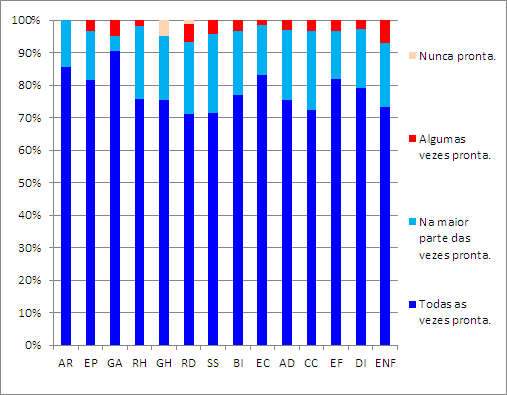 100%
90%
80%
70%
60%
50%
40%
30%
20%
10%
0%
AR EP GA RH GH RD SS BI EC AD CC EF DI ENF
Nunca pronta.
Algumas
vezes pronta.
Na maior
parte das
vezes pronta.
Todas as
vezes pronta.